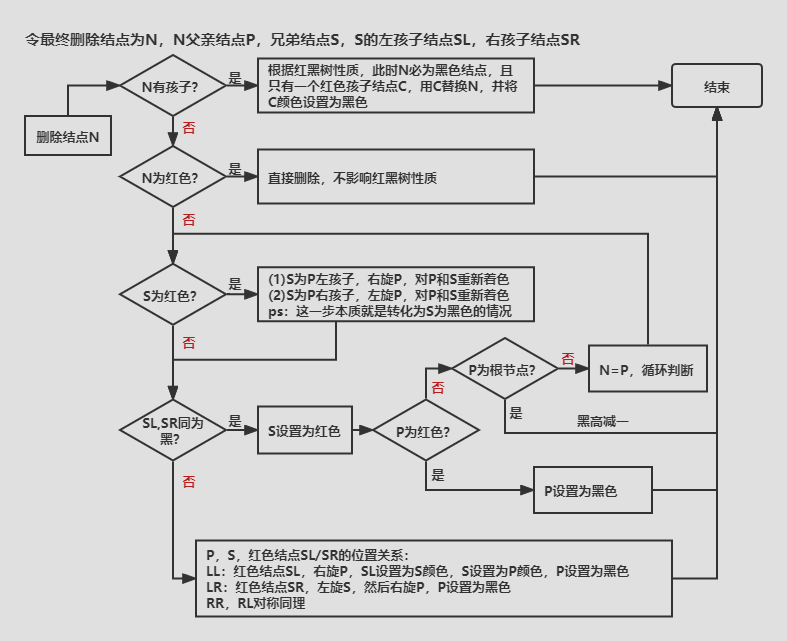 令最终删除结点为N，N父亲结点P，兄弟结点S，S的左孩子结点SL，右孩子结点SR
N有孩子?
是
根据红黑树性质，此时N必为黑色结点，且
只有一个红色孩子结点C，用C替换N，并将
C颜色设置为黑色
结束
删除结点N
否
N为红色?
是
直接删除，不影响红黑树性质
否
S为红色?
是
(1)S为P左孩子，右旋P，对P和S重新着色
(2)S为P右孩子，左旋P，对P和S重新着色
ps：这一步本质就是转化为S为黑色的情况
否
P为根节点?
否
N=P，循环判断
否
是
黑高减一
SL,SR同为
黑?
是
S设置为红色
P为红色?
是
P设置为黑色
否
P，S，红色结点SL/SR的位置关系：
LL：红色结点SL，右旋P，SL设置为S颜色，S设置为P颜色，P设置为黑色
LR：红色结点SR，左旋S，然后右旋P，P设置为黑色
RR，RL对称同理